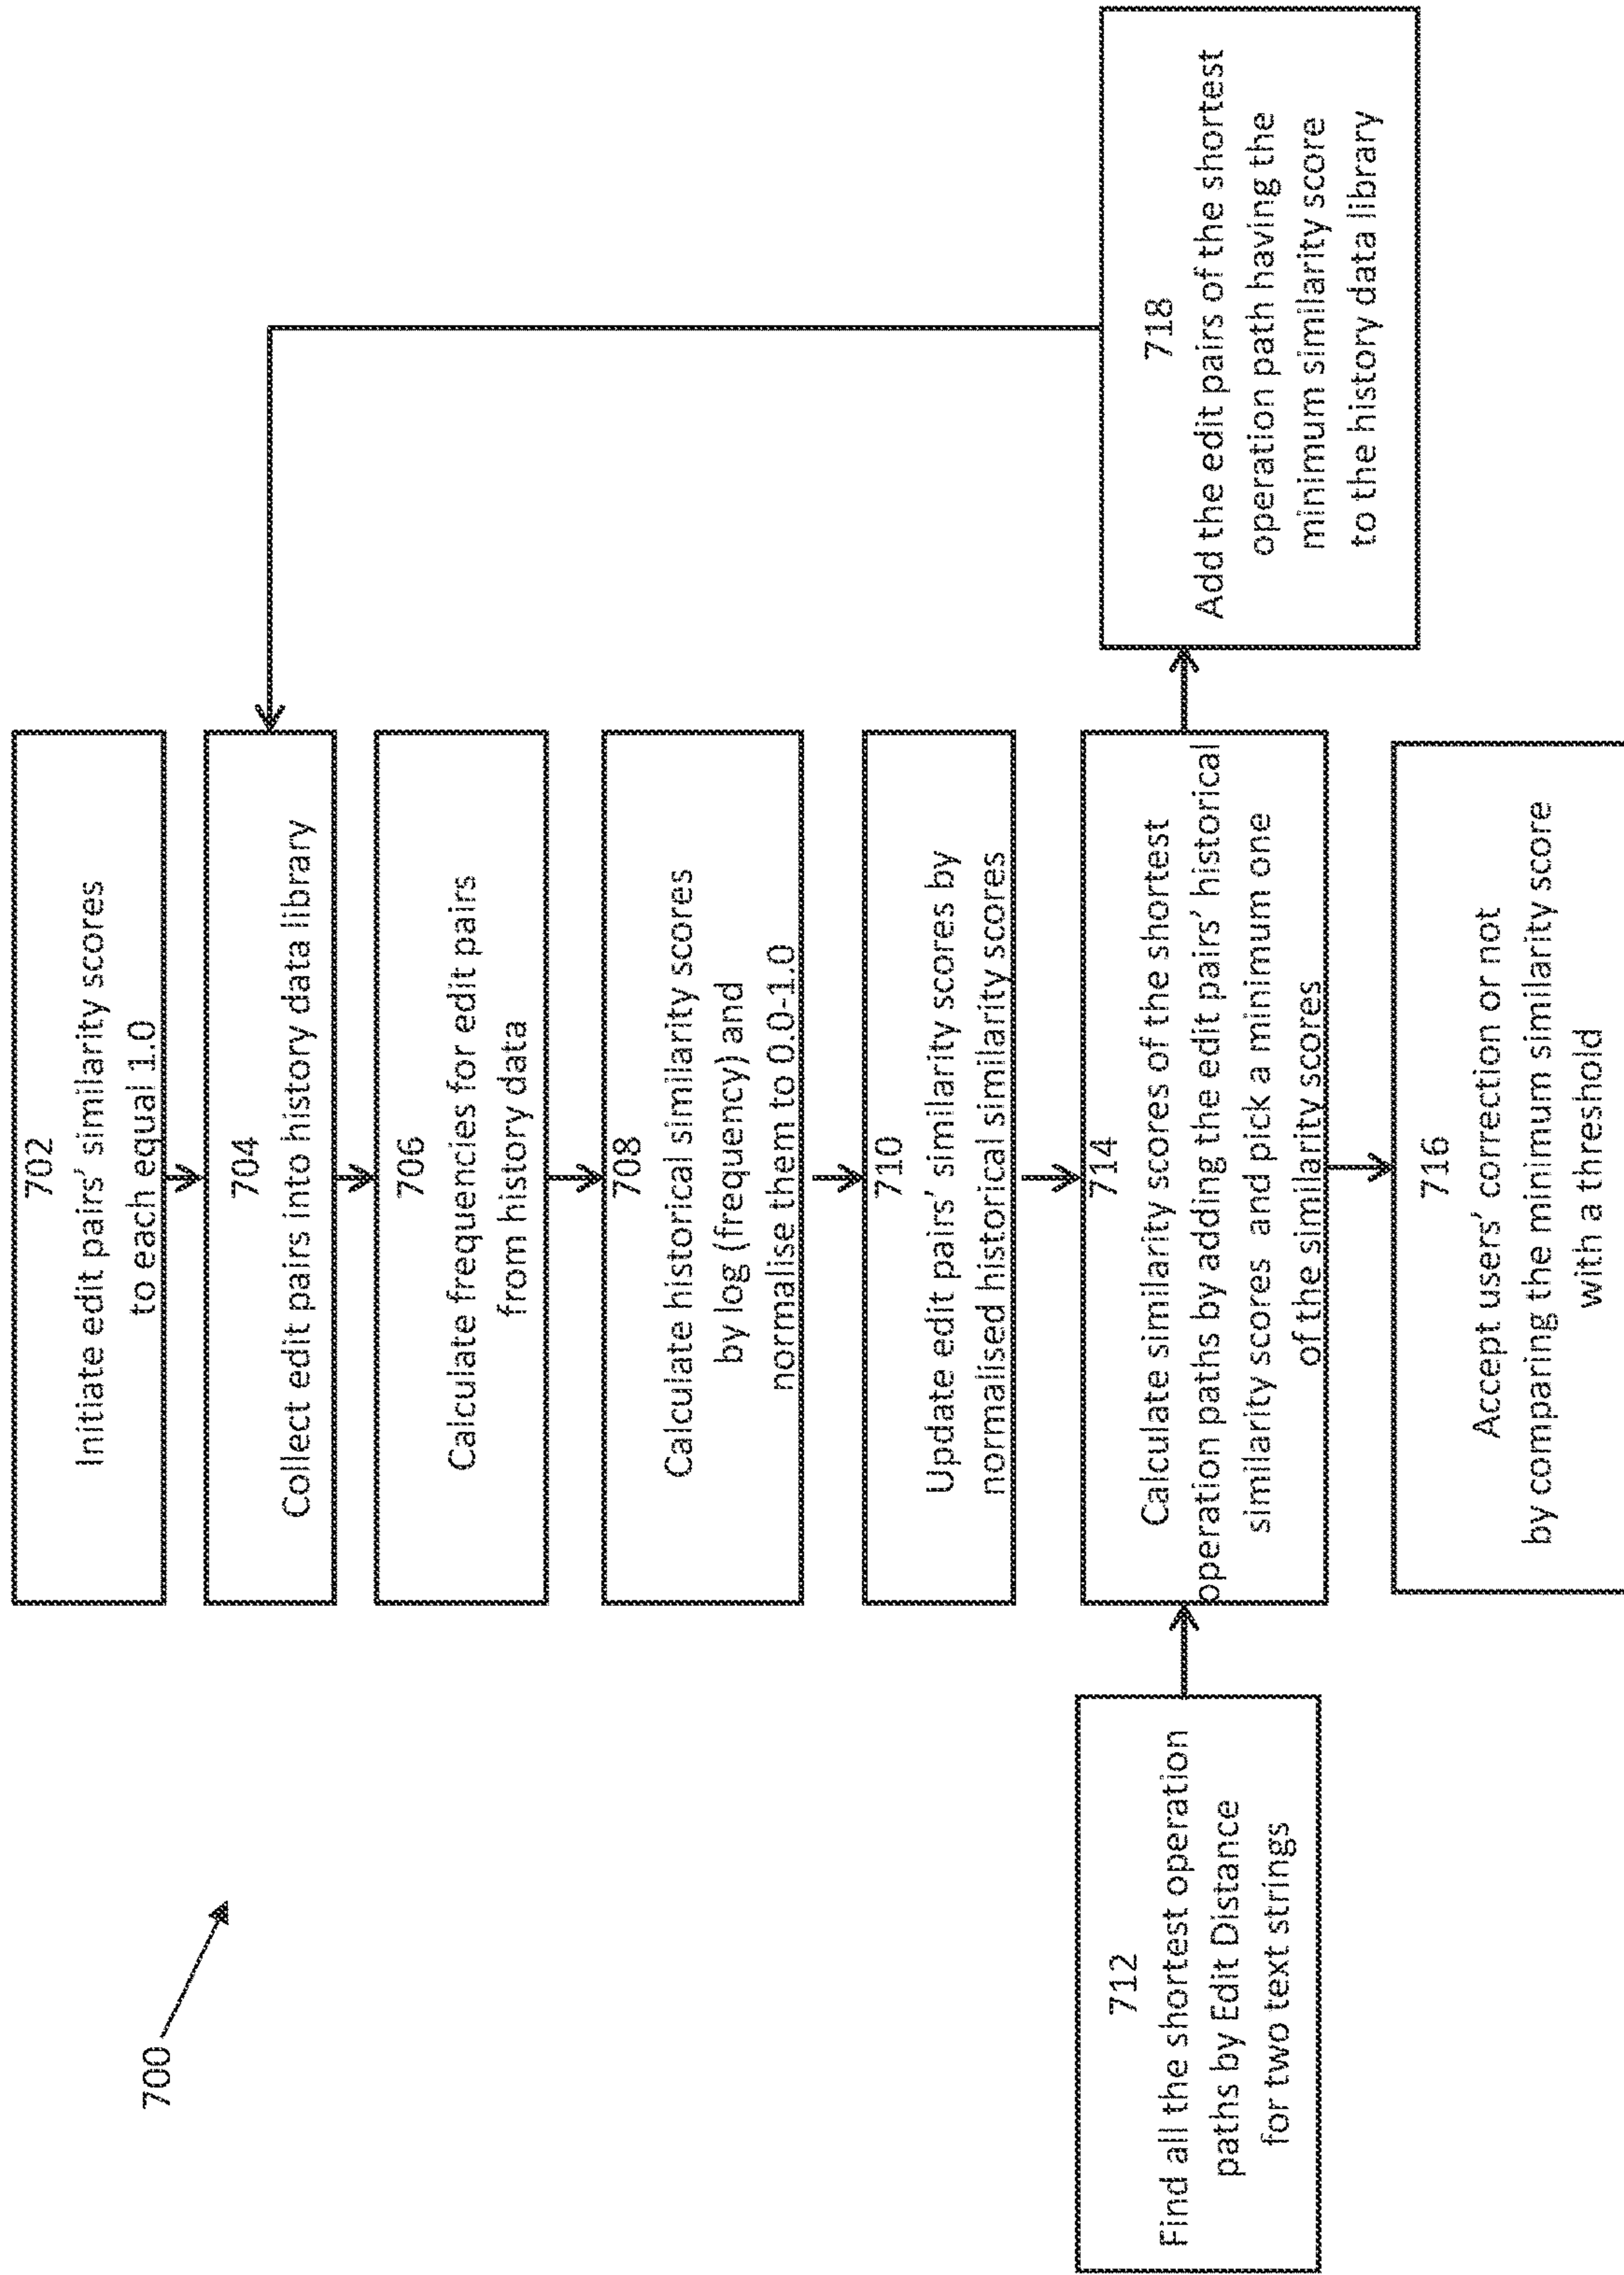 700
702
Initiate edit pairs' similarity scores
to each equal 1.0
704
Collect edit pairs into history data library
706
Calculate frequencies for edit pairs
from history data
708
Calculate historical similarity scores
by log (frequency) and
normalise them to 0.0-1.0
710
Update edit pairs' similarity scores by
normalised historical similarity scores
712
Find all the shortest operation
paths by Edit Distance
for two text strings
714
Calculate similarity scores of the shortest
operation paths by adding the edit pairs' historical
similarity scores and pick a minimum one
of the similarity scores
716
Accept users' correction or not
by comparing the minimum similarity score
with a threshold
718
Add the edit pairs of the shortest
operation path having the
minimum similarity score
to the history data library